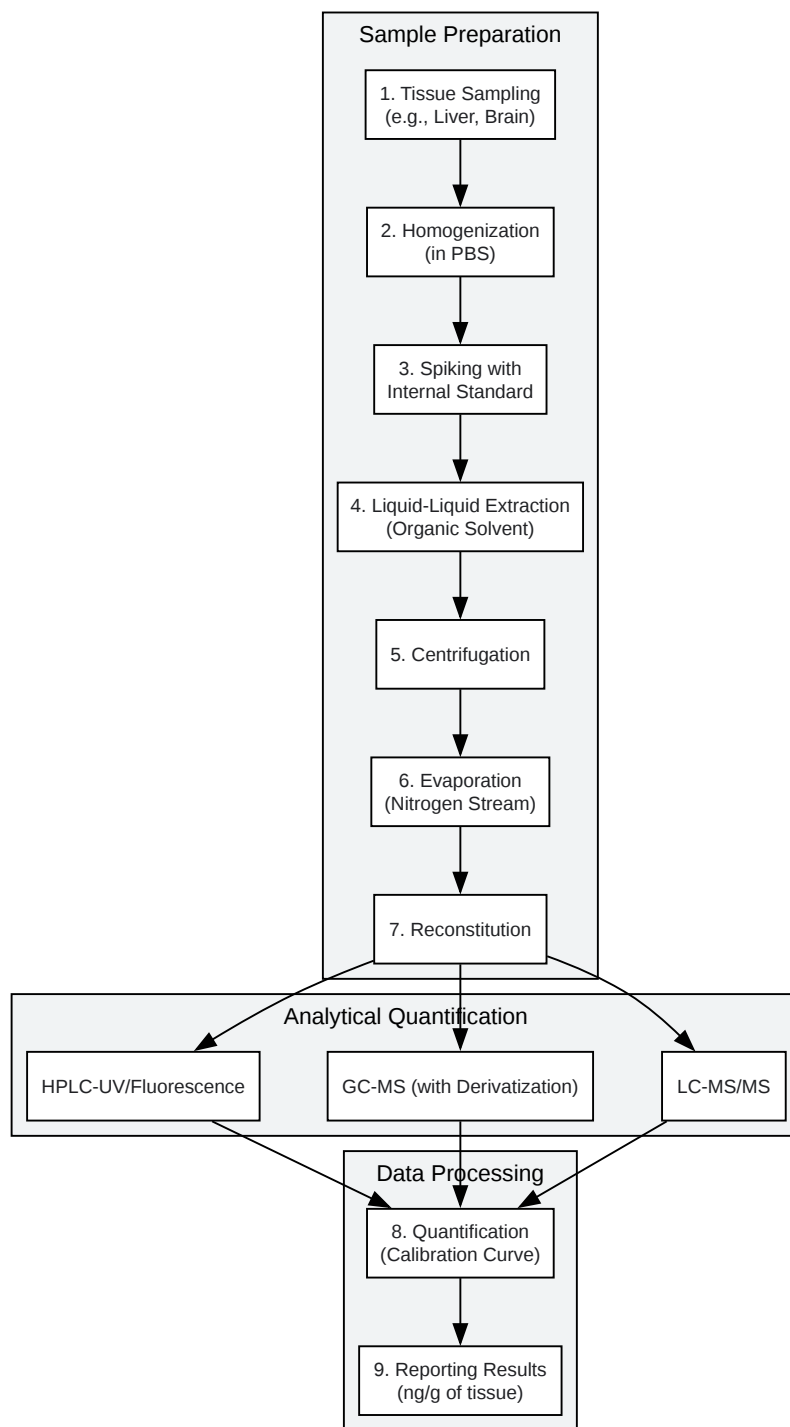 Sample Preparation
1. Tissue Sampling
(e.g., Liver, Brain)
2. Homogenization
(in PBS)
3. Spiking with
Internal Standard
4. Liquid-Liquid Extraction
(Organic Solvent)
5. Centrifugation
6. Evaporation
(Nitrogen Stream)
7. Reconstitution
Analytical Quantification
HPLC-UV/Fluorescence
GC-MS (with Derivatization)
LC-MS/MS
Data Processing
8. Quantification
(Calibration Curve)
9. Reporting Results
(ng/g of tissue)